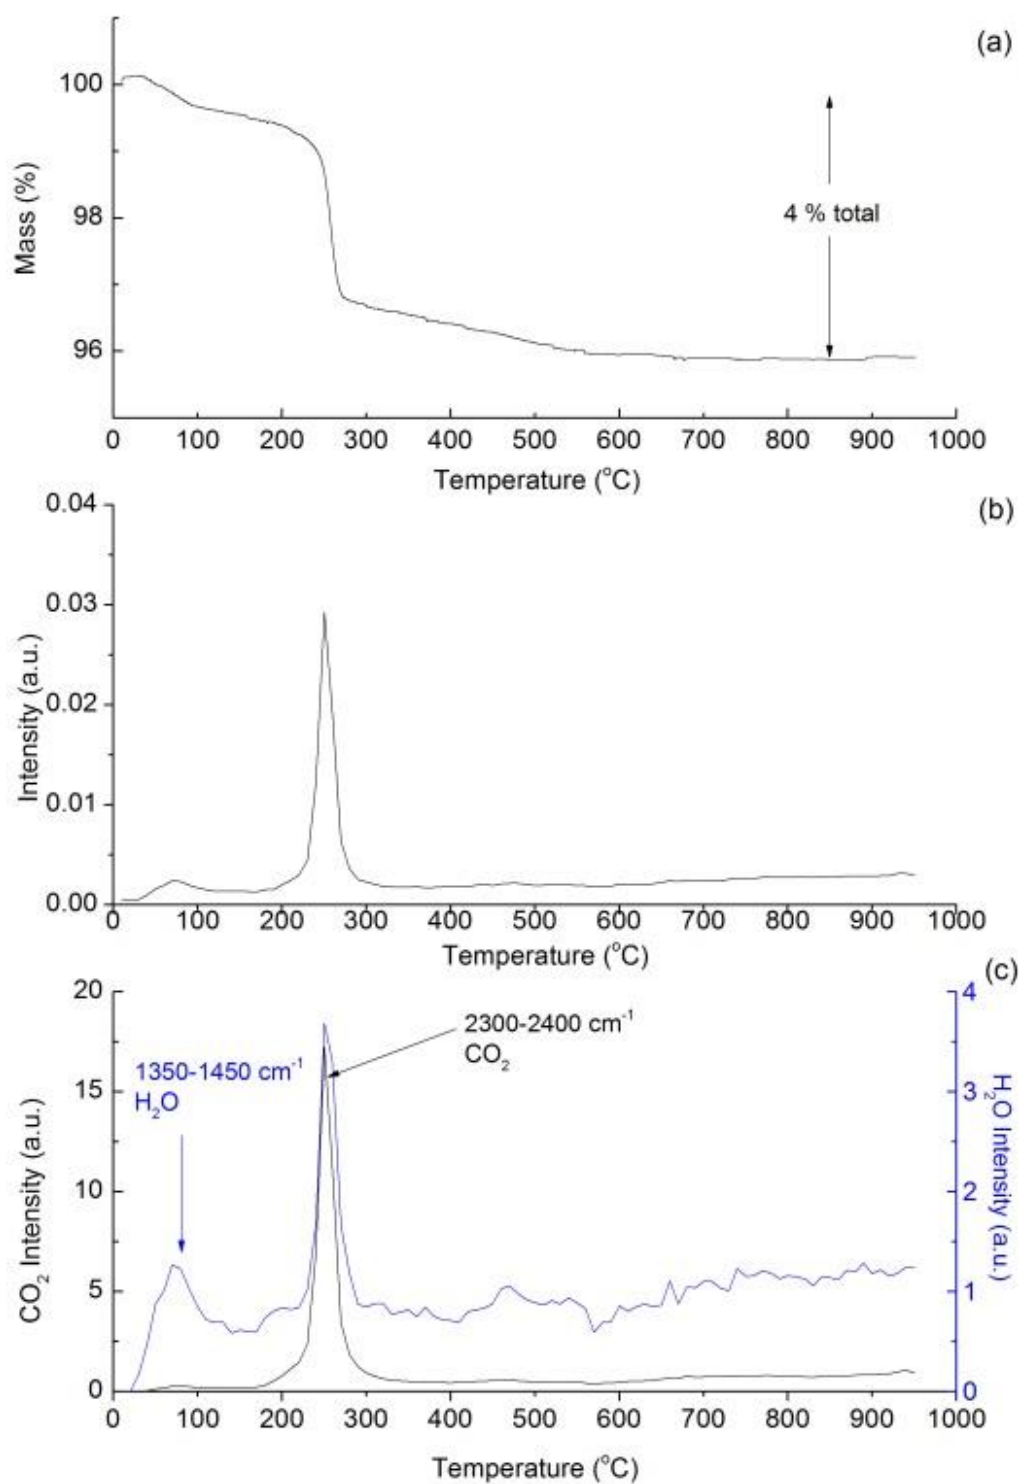 (a)
100
98
96
Mass (%)
4 % total
0 100 200 300 400 500 600 700 800 900 1000
Temperature (°C)
(b)
0.04
0.03
0.02
0.01
0.00
Intensity (a.u.)
0 100 200 300 400 500 600 700 800 900 1000
Temperature (°C)
(c)
20
15
10
5
0
CO₂ Intensity (a.u.)
1350-1450 cm⁻¹
H₂O
2300-2400 cm⁻¹
CO₂
4
3
2
1
0
H₂O Intensity (a.u.)
0 100 200 300 400 500 600 700 800 900 1000
Temperature (°C)